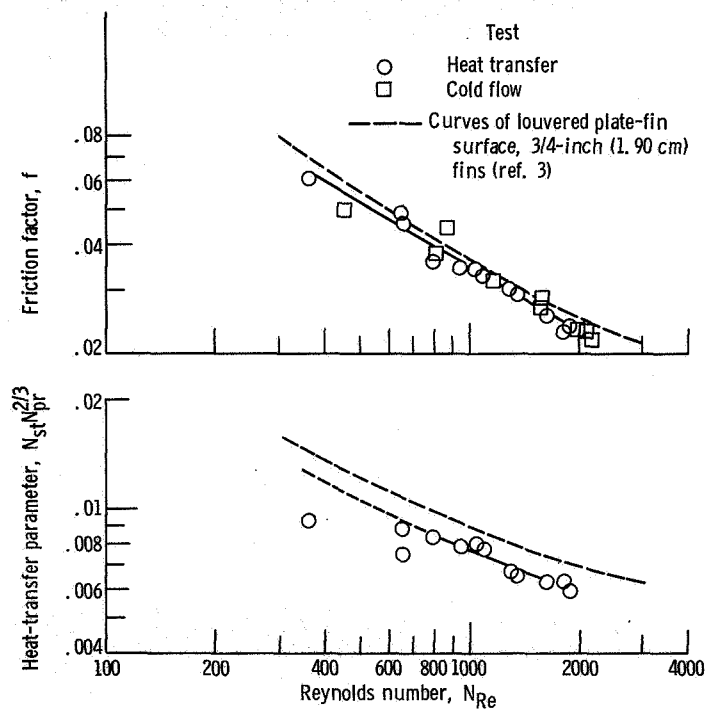 Test
Heat transfer
Cold flow
Curves of louvered plate-fin
surface, 3/4-inch (1.90 cm)
fins (ref. 3)
Friction factor, f
.08
.06
.04
.02
Heat-transfer parameter, N_St N_pr^2/3
.02
.01
.008
.006
.004
100 200 400 600 800 1000 2000 4000
Reynolds number, N_Re